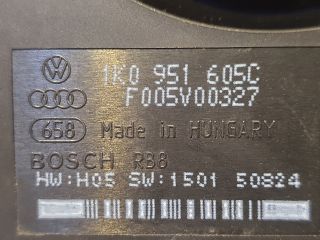 1K0 951 605C
F005V00327
658 Made in HUNGARY
BOSCH RB8
HW:H05 SW:1501 50824